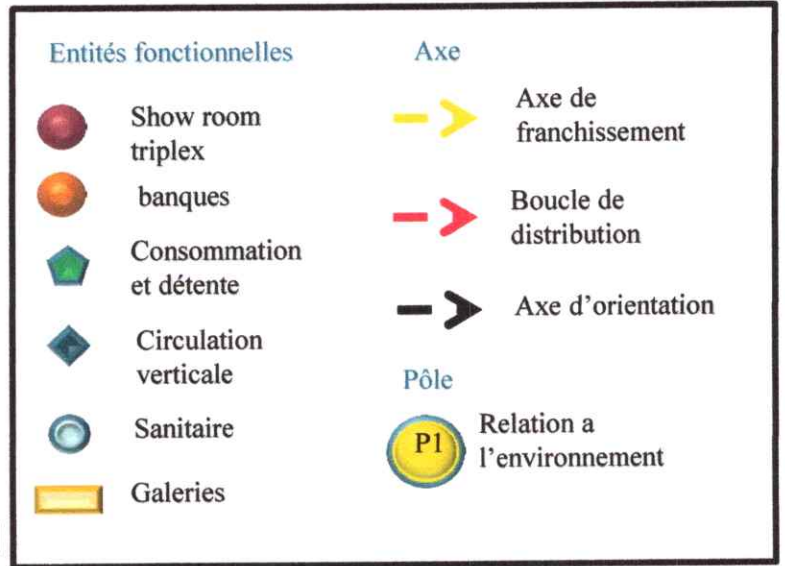 Entités fonctionnelles
Show room
triplex
banques
Consommation
et détente
Circulation
verticale
Sanitaire
Galeries
Axe
Axe de
franchissement
Boucle de
distribution
Axe d'orientation
Pôle
P1
Relation a
l'environnement